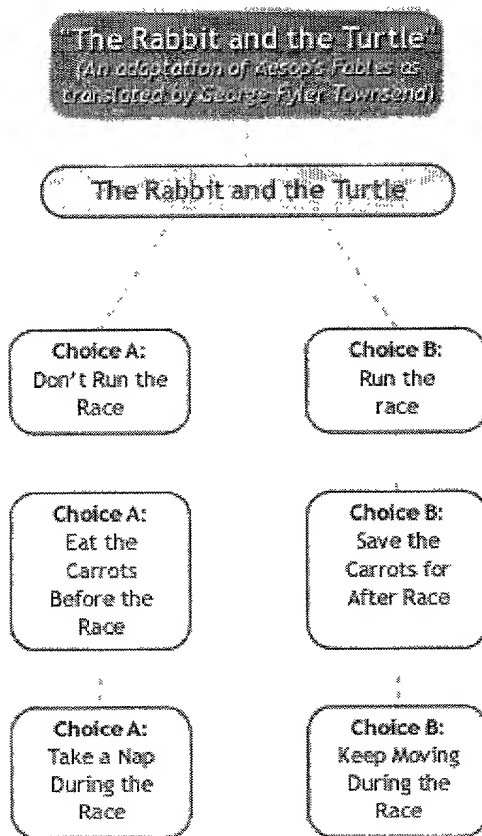 "The Rabbit and the Turtle"
(An adaptation of Aesop's Fables as
translated by George Fyler Townsend)
The Rabbit and the Turtle
Choice A:
Don't Run the
Race
Choice B:
Run the
race
Choice A:
Eat the
Carrots
Before the
Race
Choice B:
Save the
Carrots for
After Race
Choice A:
Take a Nap
During the
Race
Choice B:
Keep Moving
During the
Race